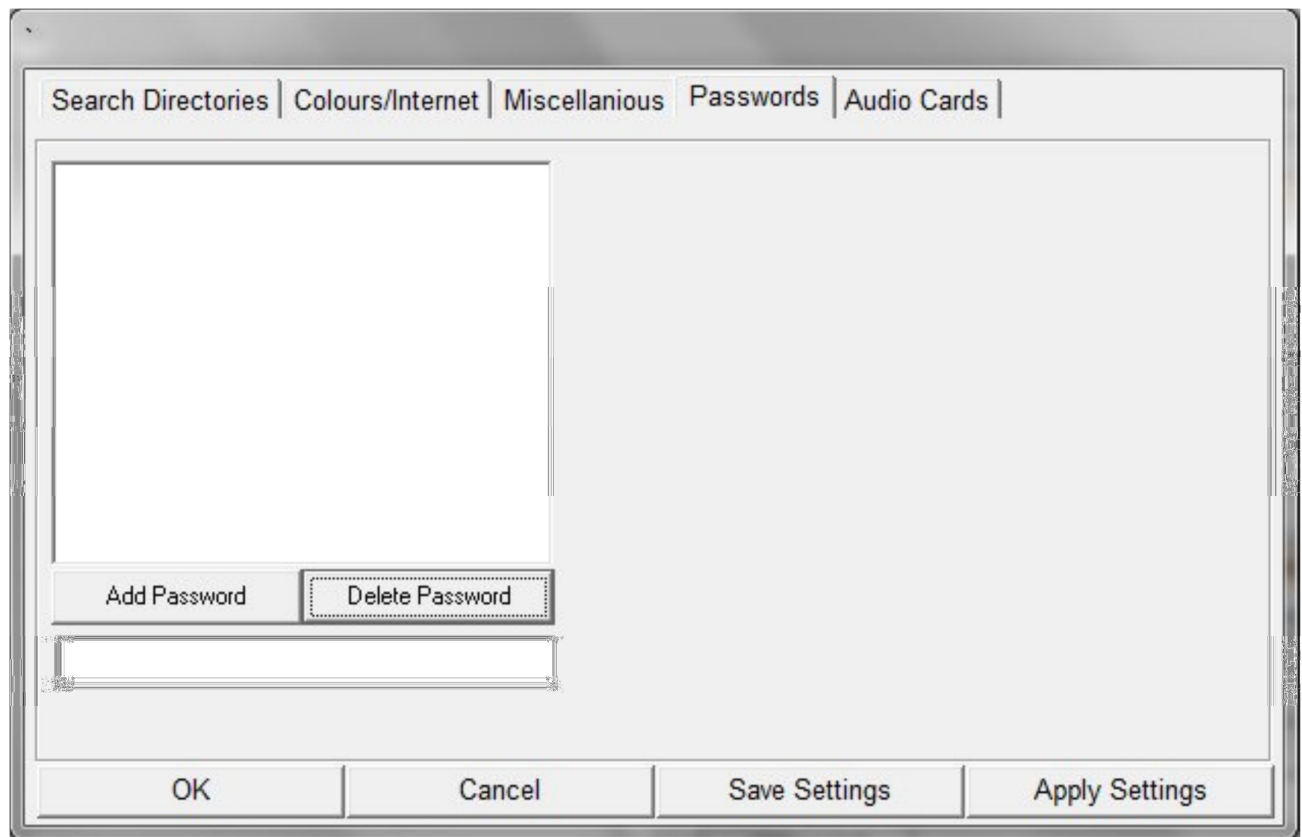 Search Directories Colours/Internet Miscellanious Passwords Audio Cards
Add Password Delete Password
OK Cancel Save Settings Apply Settings